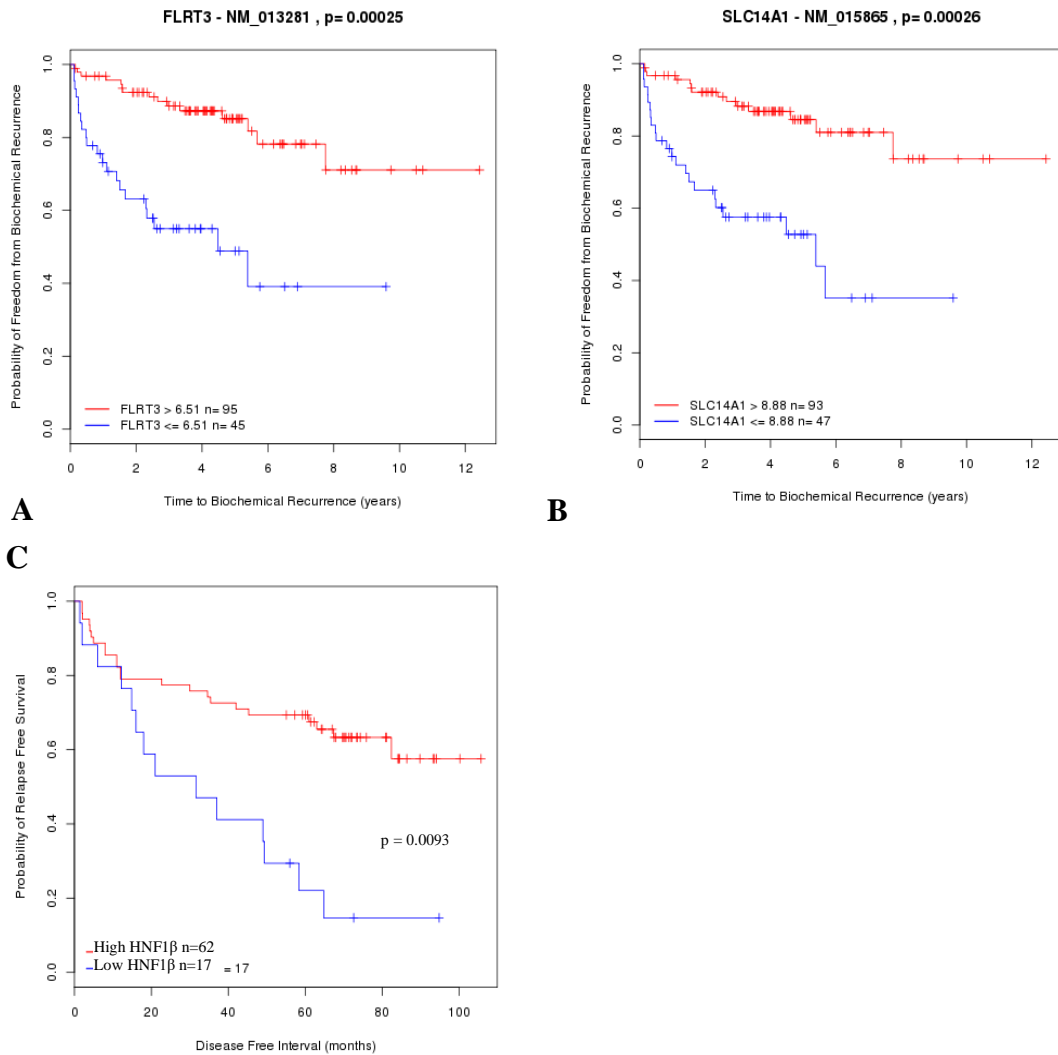 FLRT3 - NM_013281 , p= 0.00025
Probability of Freedom from Biochemical Recurrence
1.0
0.8
0.6
0.4
0.2
0.0
FLRT3 > 6.51 n= 95
FLRT3 <= 6.51 n= 45
0 2 4 6 8 10 12
Time to Biochemical Recurrence (years)
A
SLC14A1 - NM_015865 , p= 0.00026
Probability of Freedom from Biochemical Recurrence
1.0
0.8
0.6
0.4
0.2
0.0
SLC14A1 > 8.88 n= 93
SLC14A1 <= 8.88 n= 47
0 2 4 6 8 10 12
Time to Biochemical Recurrence (years)
B
C
Probability of Relapse Free Survival
1.0
0.8
0.6
0.4
0.2
0.0
p = 0.0093
High HNF1β n=62
Low HNF1β n=17 = 17
0 20 40 60 80 100
Disease Free Interval (months)